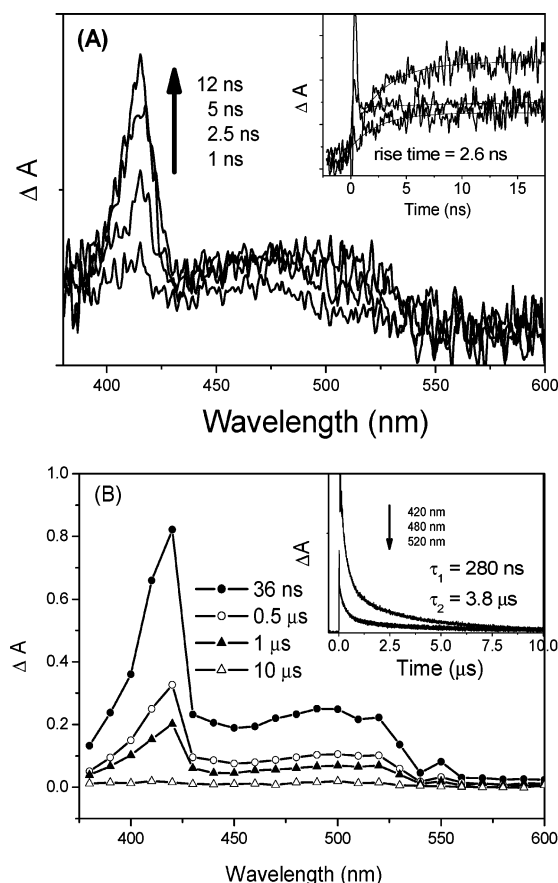 (A)
12 ns
5 ns
2.5 ns
1 ns
Δ A
rise time = 2.6 ns
0 5 10 15
Time (ns)
Δ A
400 450 500 550 600
Wavelength (nm)
(B)
1.0
0.8
0.6
0.4
0.2
0.0
Δ A
36 ns
0.5 μs
1 μs
10 μs
ΔA
420 nm
480 nm
520 nm
τ1 = 280 ns
τ2 = 3.8 μs
0.0 2.5 5.0 7.5 10.0
Time (μs)
400 450 500 550 600
Wavelength (nm)